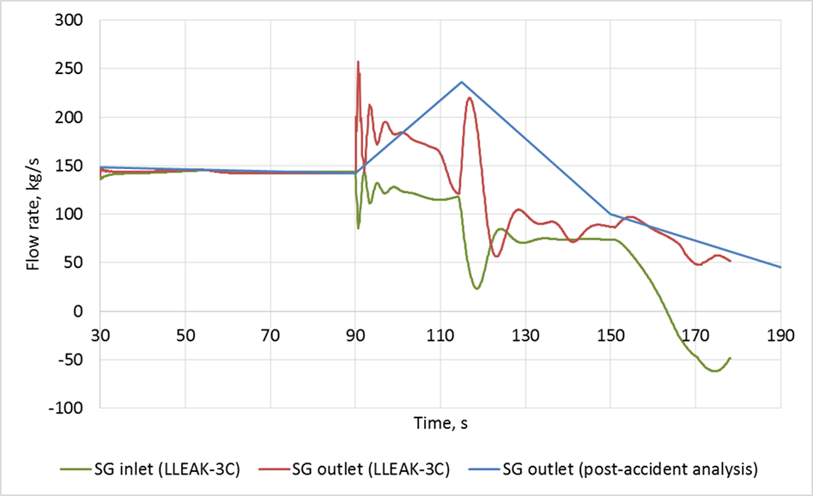 300
250
200
150
100
50
0
-50
-100
30 50 70 90 110 130 150 170 190
Flow rate, kg/s
Time, s
SG inlet (LLEAK-3C) SG outlet (LLEAK-3C) SG outlet (post-accident analysis)